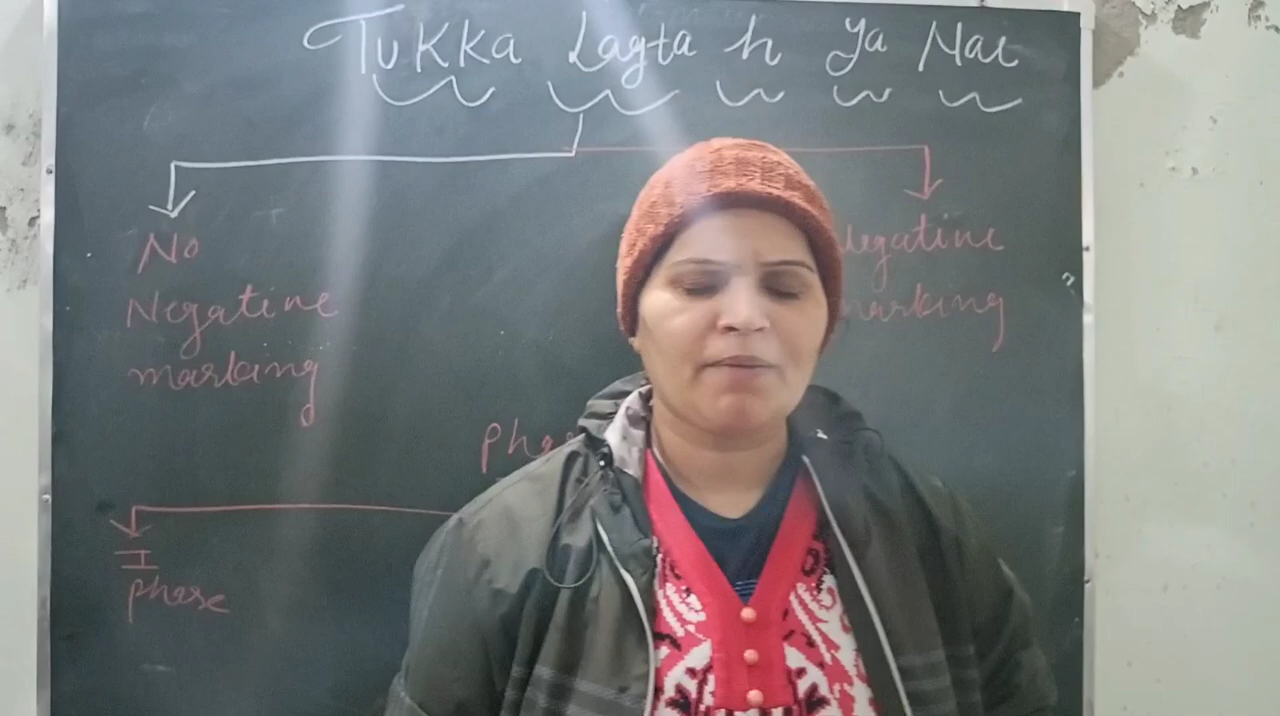 Tukka Lagta h Ya Nai
No
Negative
marking
Negative
marking
I
phase